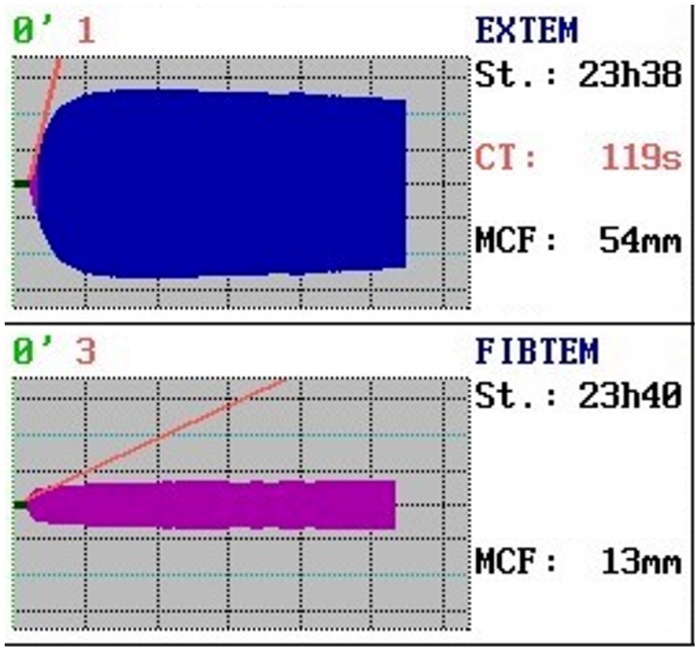 0' 1
EXTEM
St.: 23h38
CT: 119s
MCF: 54mm
0' 3
FIBTEM
St.: 23h40
MCF: 13mm